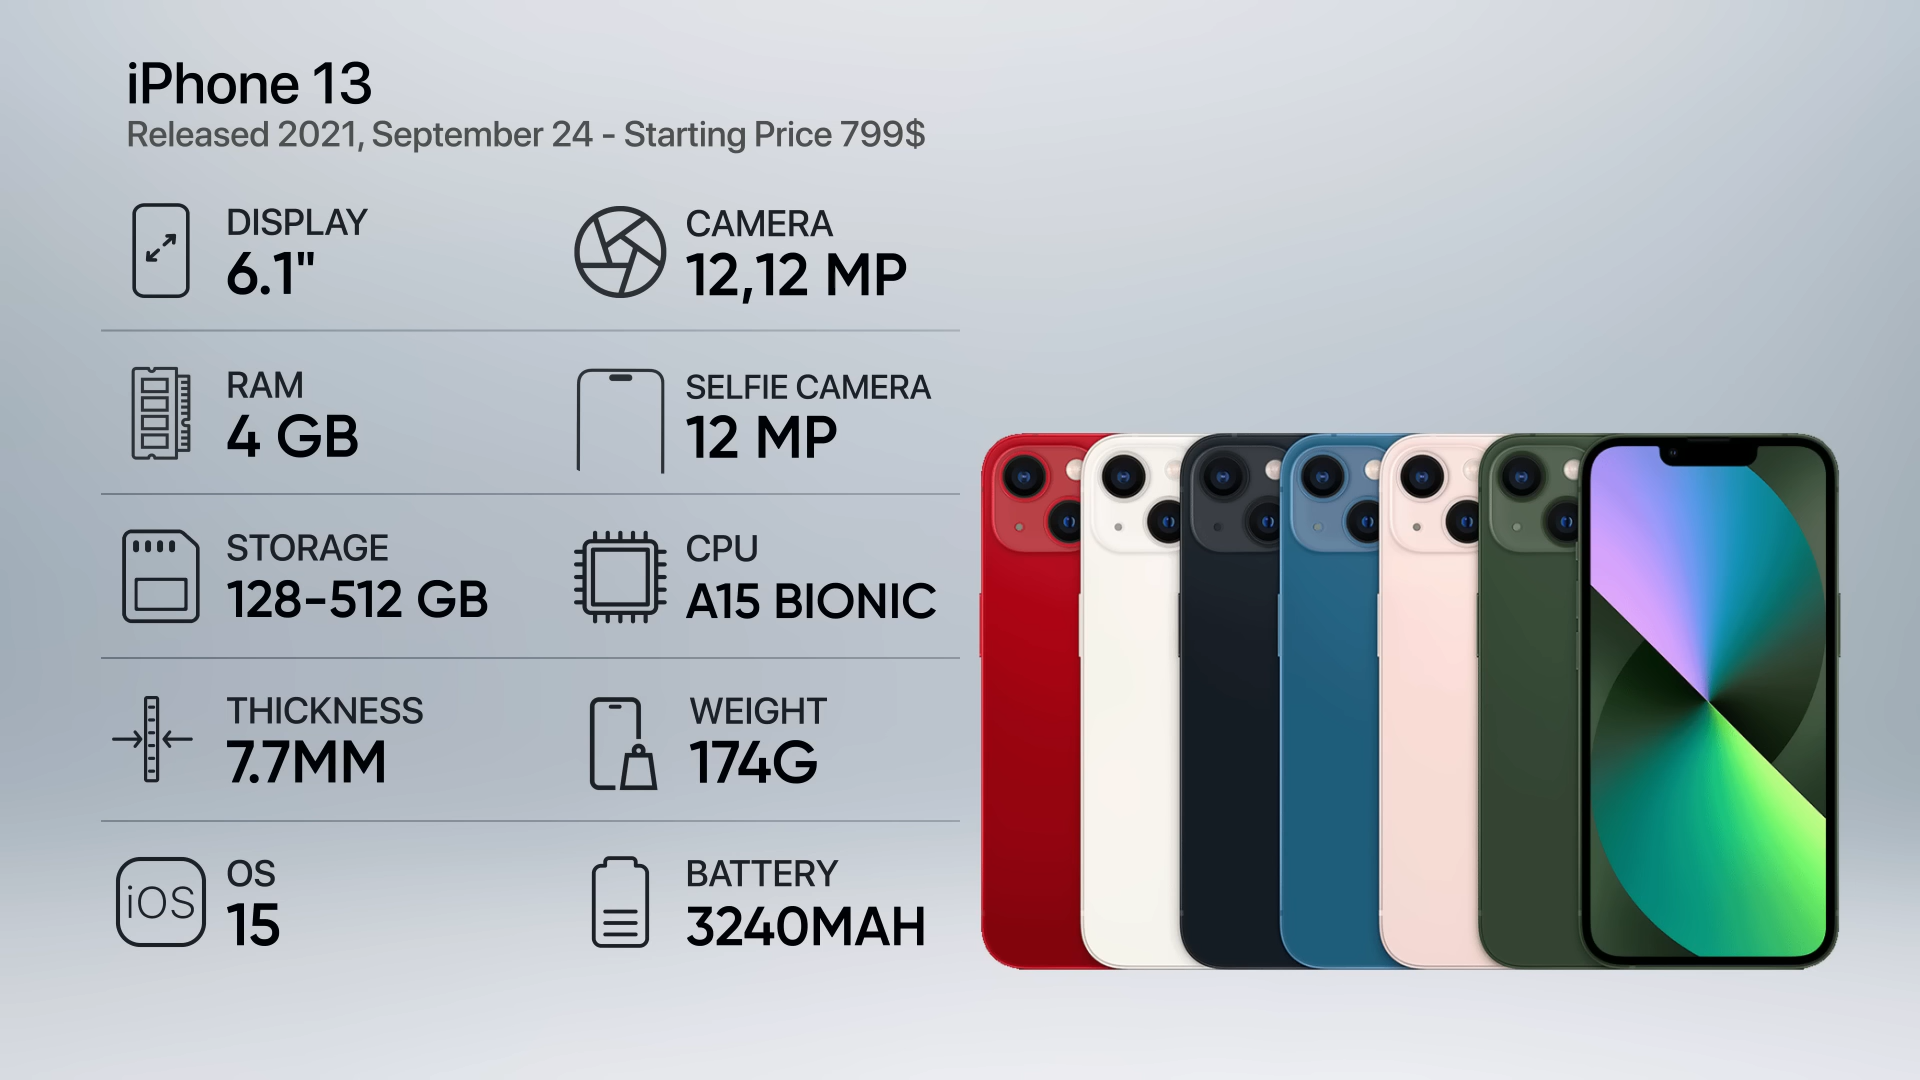 iPhone 13
Released 2021, September 24 - Starting Price 799$
DISPLAY
6.1"
CAMERA
12,12 MP
RAM
4 GB
SELFIE CAMERA
12 MP
STORAGE
128-512 GB
CPU
A15 BIONIC
THICKNESS
7.7MM
WEIGHT
174G
iOS
OS
15
BATTERY
3240MAH